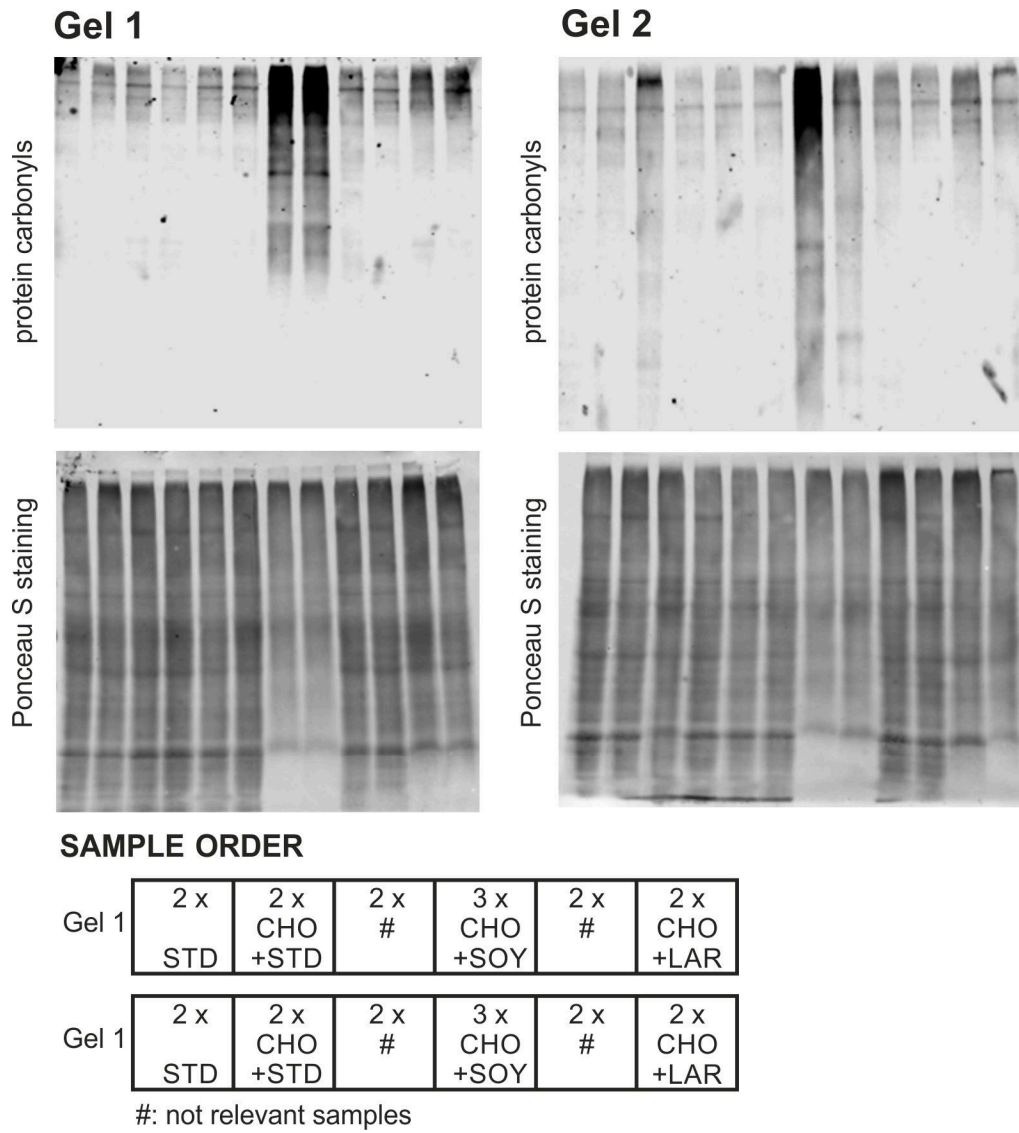 Gel 1
Gel 2
protein carbonyls
protein carbonyls
Ponceau S staining
Ponceau S staining
SAMPLE ORDER
Gel 1
2 x STD
2 x CHO +STD
2 x #
3 x CHO +SOY
2 x #
2 x CHO +LAR
Gel 1
2 x STD
2 x CHO +STD
2 x #
3 x CHO +SOY
2 x #
2 x CHO +LAR
#: not relevant samples